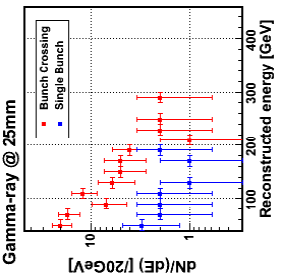 Gamma-ray @ 25mm
Bunch Crossing
Single Bunch
dN/(dE) [/20GeV]
10
1
100
200
300
400
Reconstructed energy [GeV]